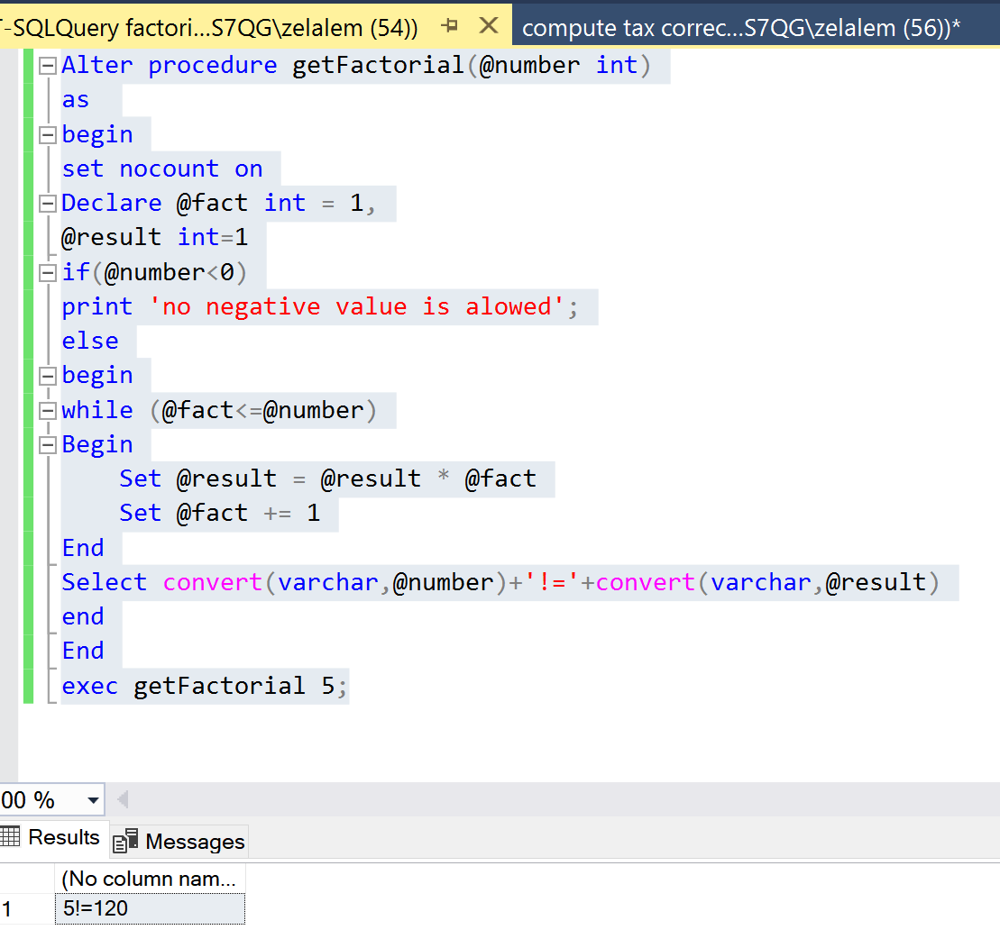 -SQLQuery factori...S7QG\zelalem (54))
compute tax correc...S7QG\zelalem (56))*
Alter procedure getFactorial(@number int)
as
begin
set nocount on
Declare @fact int = 1,
@result int=1
if(@number<0)
print 'no negative value is alowed';
else
begin
while (@fact<=@number)
Begin
Set @result = @result * @fact
Set @fact += 1
End
Select convert(varchar,@number)+'!='+convert(varchar,@result)
end
End
exec getFactorial 5;
00 %
Results
Messages
(No column nam...
1
5!=120